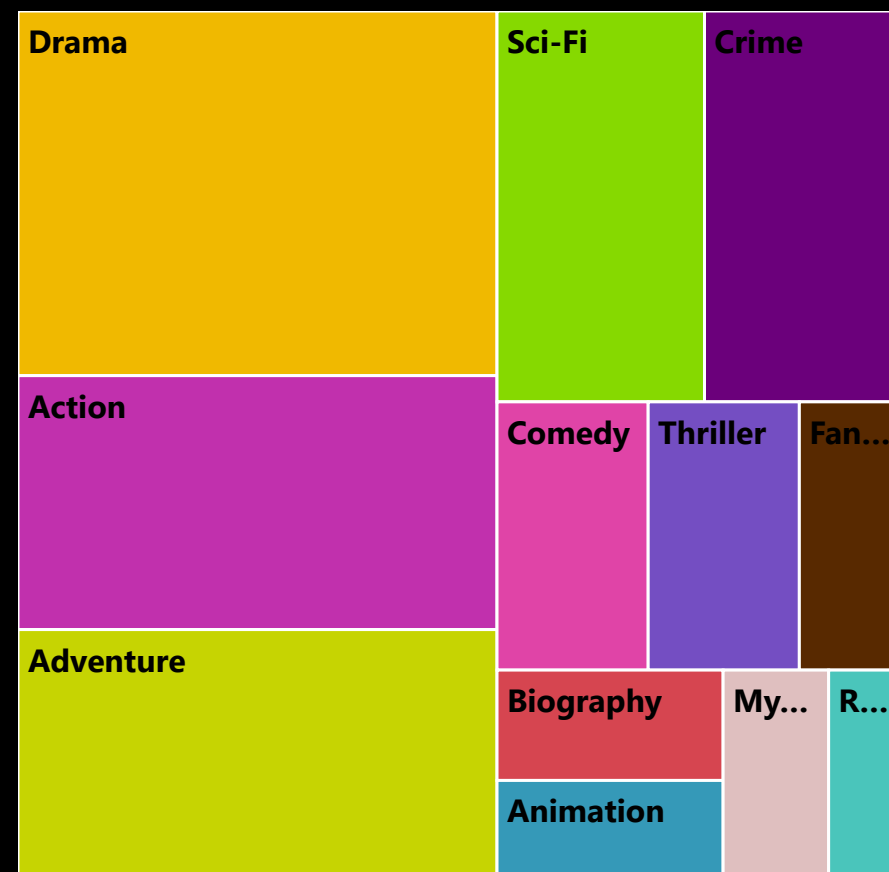 Drama
Sci-Fi
Crime
Action
Comedy
Thriller
Fan...
Adventure
Biography
My...
R...
Animation